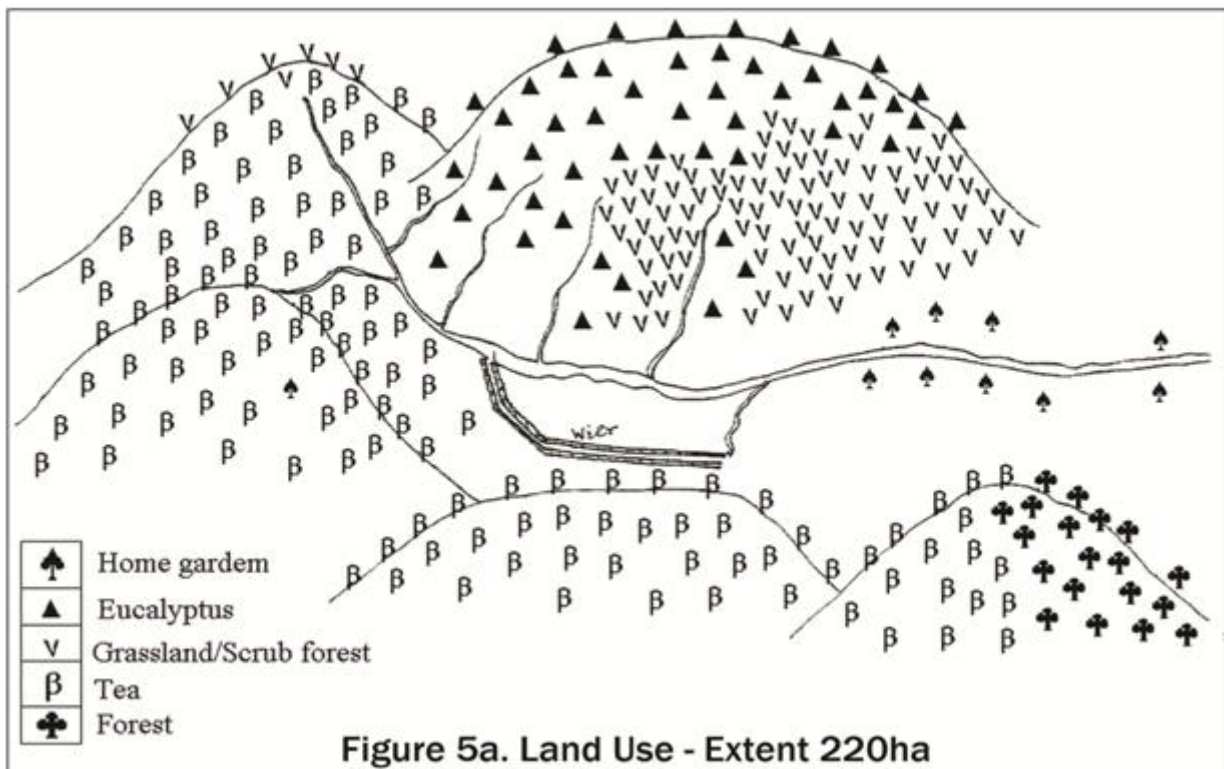 Wier
Home gardem
Eucalyptus
Grassland/Scrub forest
Tea
Forest
Figure 5a. Land Use - Extent 220ha